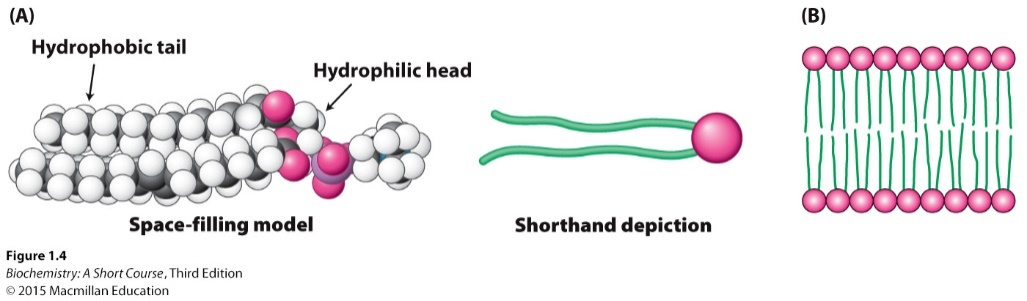 (A)
Hydrophobic tail
Hydrophilic head
Space-filling model
Shorthand depiction
(B)
Figure 1.4
Biochemistry: A Short Course, Third Edition
© 2015 Macmillan Education